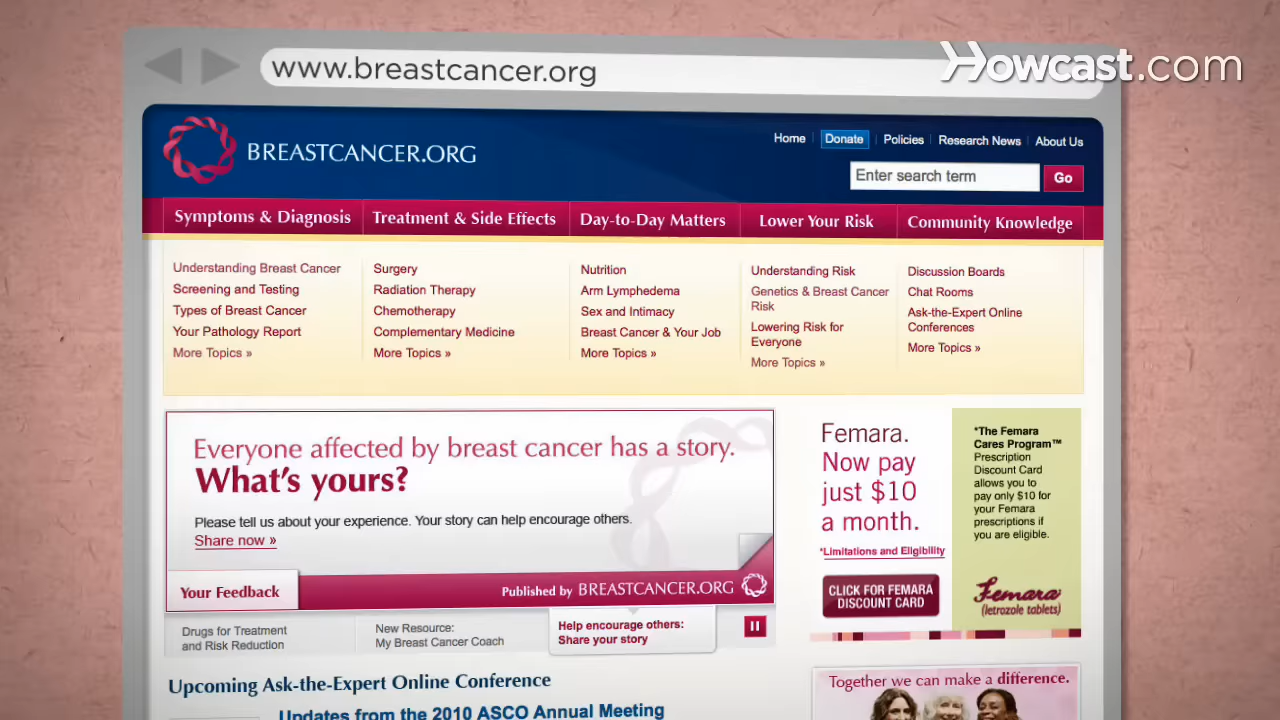 www.breastcancer.org
Howcast.com
BREASTCANCER.ORG
Home | Donate | Policies | Research News | About Us
Enter search term Go
Symptoms & Diagnosis
Treatment & Side Effects
Day-to-Day Matters
Lower Your Risk
Community Knowledge
Understanding Breast Cancer
Screening and Testing
Types of Breast Cancer
Your Pathology Report
More Topics »
Surgery
Radiation Therapy
Chemotherapy
Complementary Medicine
More Topics »
Nutrition
Arm Lymphedema
Sex and Intimacy
Breast Cancer & Your Job
More Topics »
Understanding Risk
Genetics & Breast Cancer
Risk
Lowering Risk for
Everyone
More Topics »
Discussion Boards
Chat Rooms
Ask-the-Expert Online
Conferences
More Topics »
Everyone affected by breast cancer has a story.
What's yours?
Please tell us about your experience. Your story can help encourage others.
Share now »
Your Feedback
Published by BREASTCANCER.ORG
Drugs for Treatment
and Risk Reduction
New Resource:
My Breast Cancer Coach
Help encourage others:
Share your story
Femara.
Now pay
just $10
a month.
*Limitations and Eligibility
CLICK FOR FEMARA
DISCOUNT CARD
*The Femara
Cares Program™
Prescription
Discount Card
allows you to
pay only $10 for
your Femara
prescriptions if
you are eligible.
Femara
(letrozole tablets)
Upcoming Ask-the-Expert Online Conference
Updates from the 2010 ASCO Annual Meeting
Together we can make a difference.